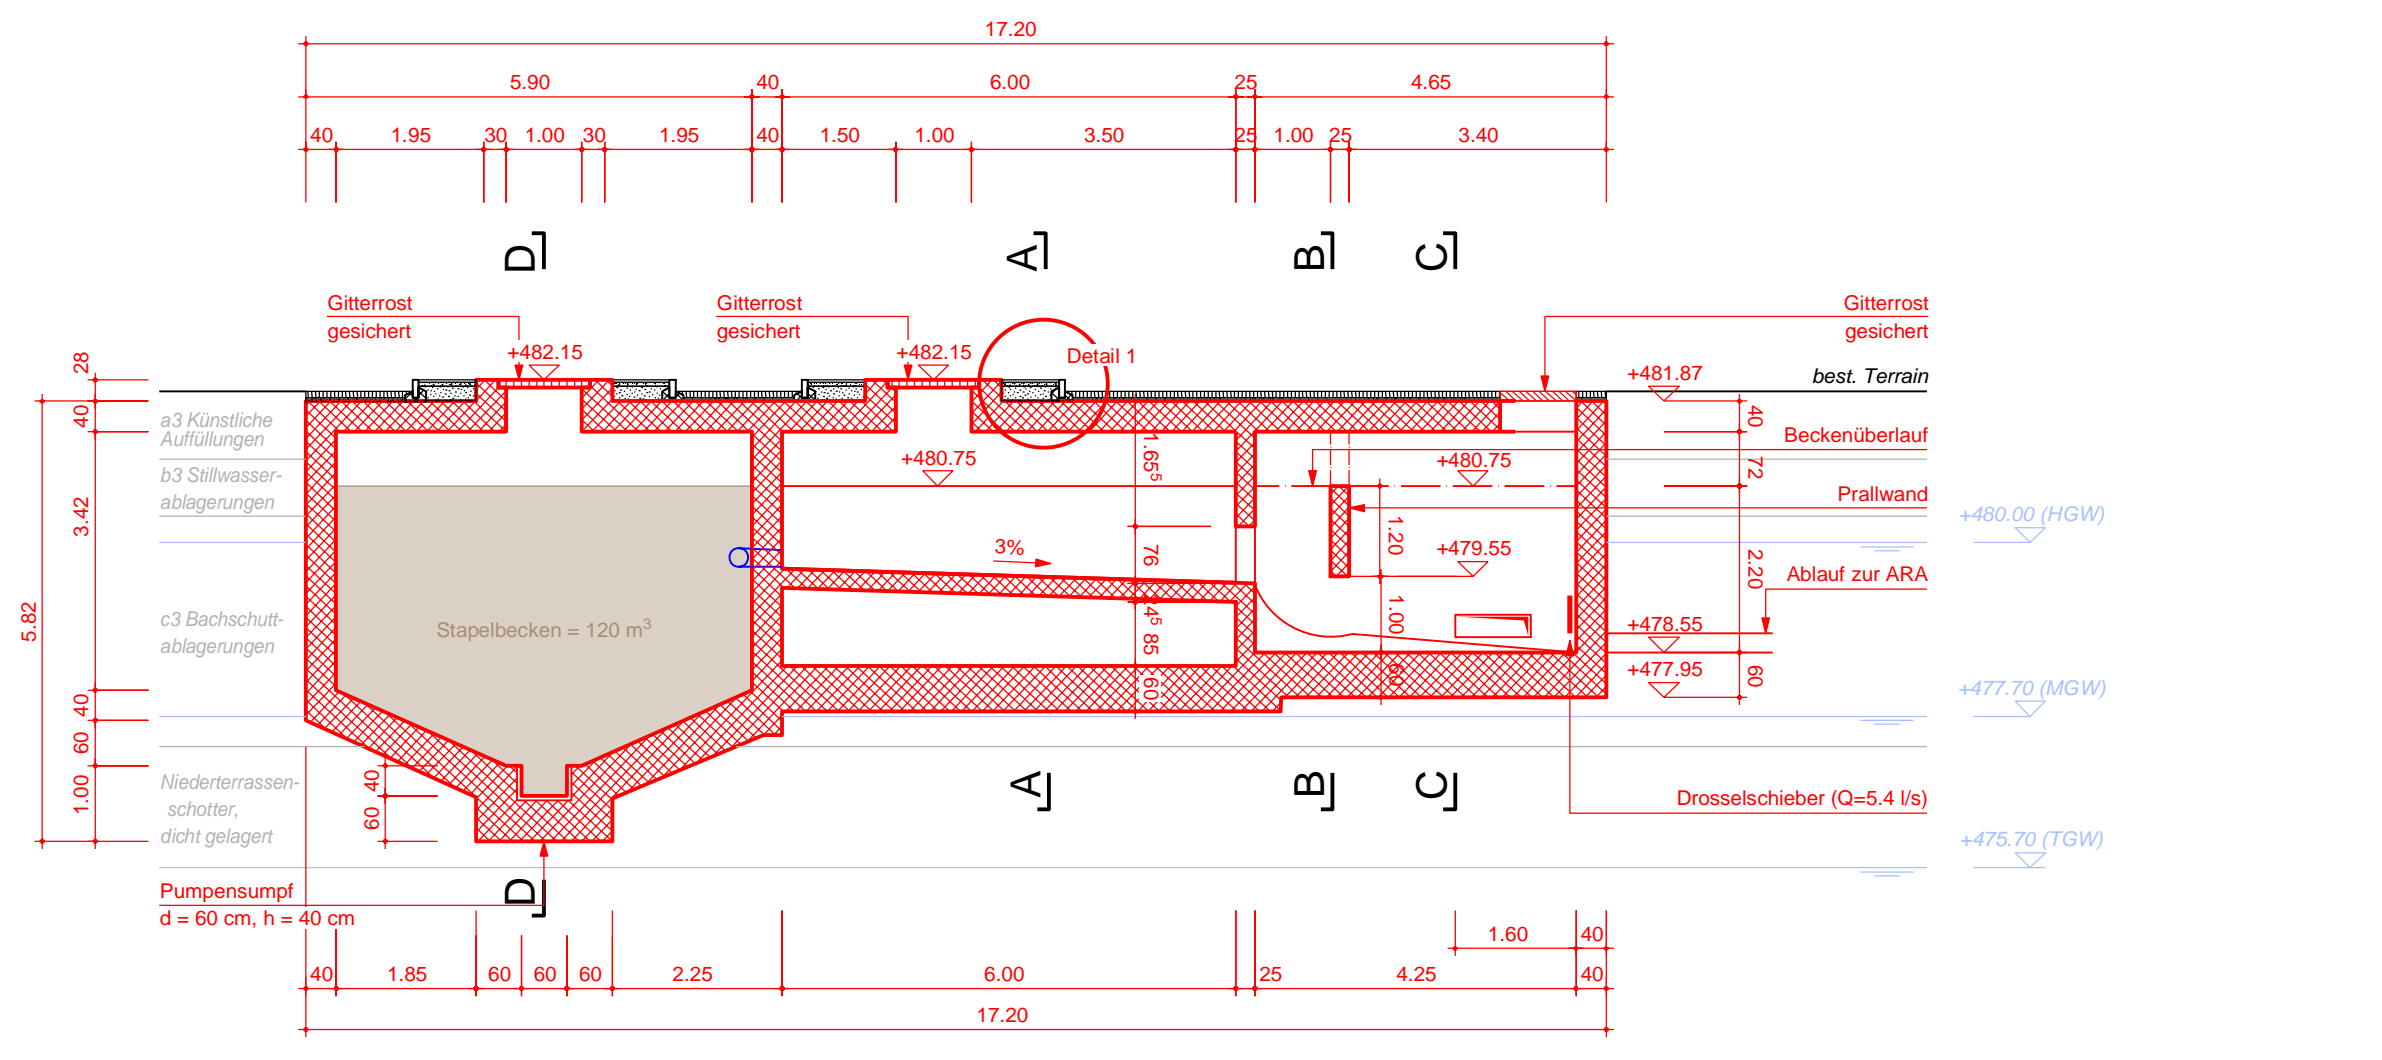 17.20
5.90 40 6.00 25 4.65
40 1.95 30 1.00 30 1.95 40 1.50 1.00 3.50 25 1.00 25 3.40
D A B C
Gitterrost
gesichert
Gitterrost
gesichert
Gitterrost
gesichert
+482.15
+482.15
Detail 1
+481.87
best. Terrain
28
40
3.42
40
60
1.00
5.82
a3 Künstliche
Auffüllungen
b3 Stillwasser-
ablagerungen
c3 Bachschutt-
ablagerungen
Niederterrassen-
schotter,
dicht gelagert
Stapelbecken = 120 m³
40
60
+480.75
3%
1.65⁵
76
14⁵
85
60
+480.75
1.20
+479.55
1.00
60
40
72
2.20
60
Beckenüberlauf
Prallwand
+480.00 (HGW)
Ablauf zur ARA
+478.55
+477.95
+477.70 (MGW)
Drosselschieber (Q=5.4 l/s)
+475.70 (TGW)
A B C
D
Pumpensumpf
d = 60 cm, h = 40 cm
1.60 40
40 1.85 60 60 60 2.25 6.00 25 4.25 40
17.20